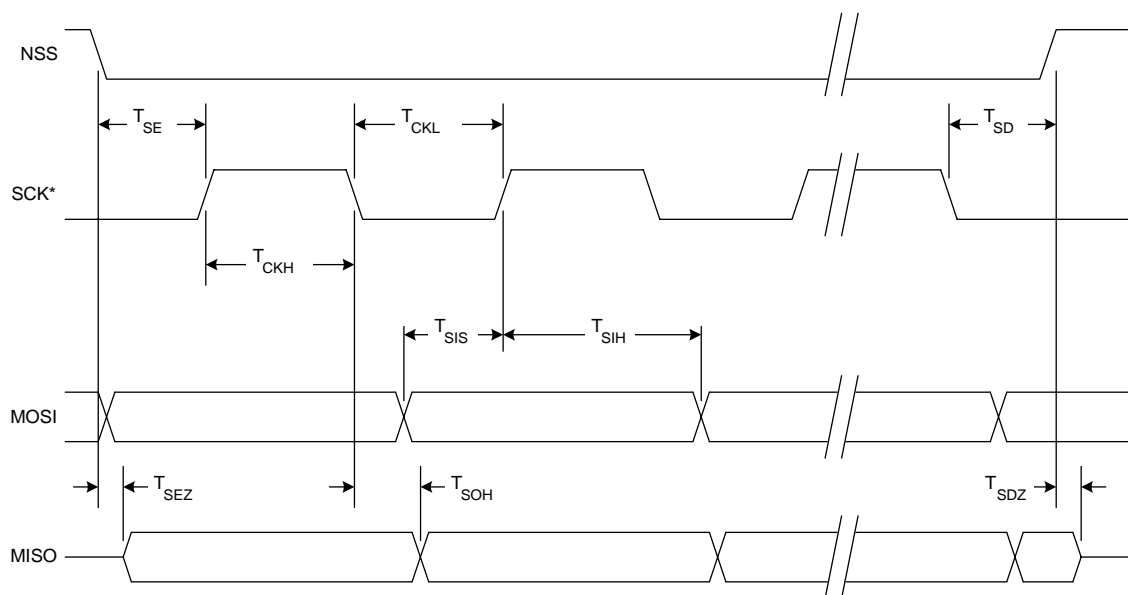 NSS
T_SE
T_CKL
T_SD
SCK*
T_CKH
T_SIS
T_SIH
MOSI
T_SEZ
T_SOH
T_SDZ
MISO